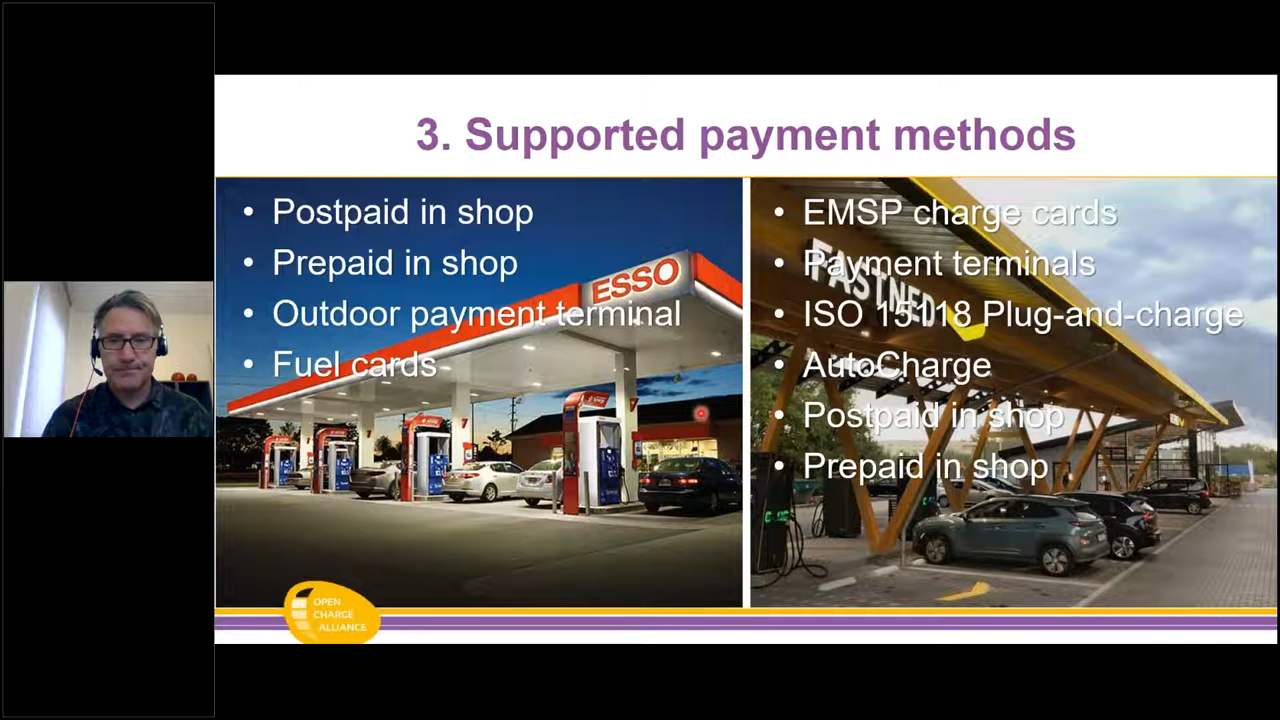 3. Supported payment methods
• Postpaid in shop
• Prepaid in shop
• Outdoor payment terminal
• Fuel cards
ESSO
• EMSP charge cards
• Payment terminals
• ISO 15118 Plug-and-charge
• AutoCharge
• Postpaid in shop
• Prepaid in shop
FASTNED
OPEN
CHARGE
ALLIANCE